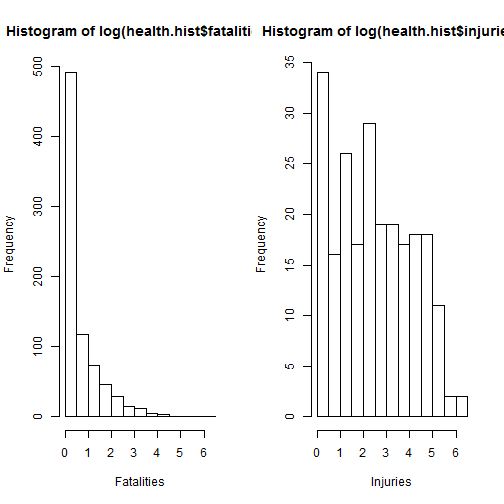 Histogram of log(health.hist$fataliti
Frequency
0 100 200 300 400 500
0 1 2 3 4 5 6
Fatalities
Histogram of log(health.hist$injurie
Frequency
0 5 10 15 20 25 30 35
0 1 2 3 4 5 6
Injuries